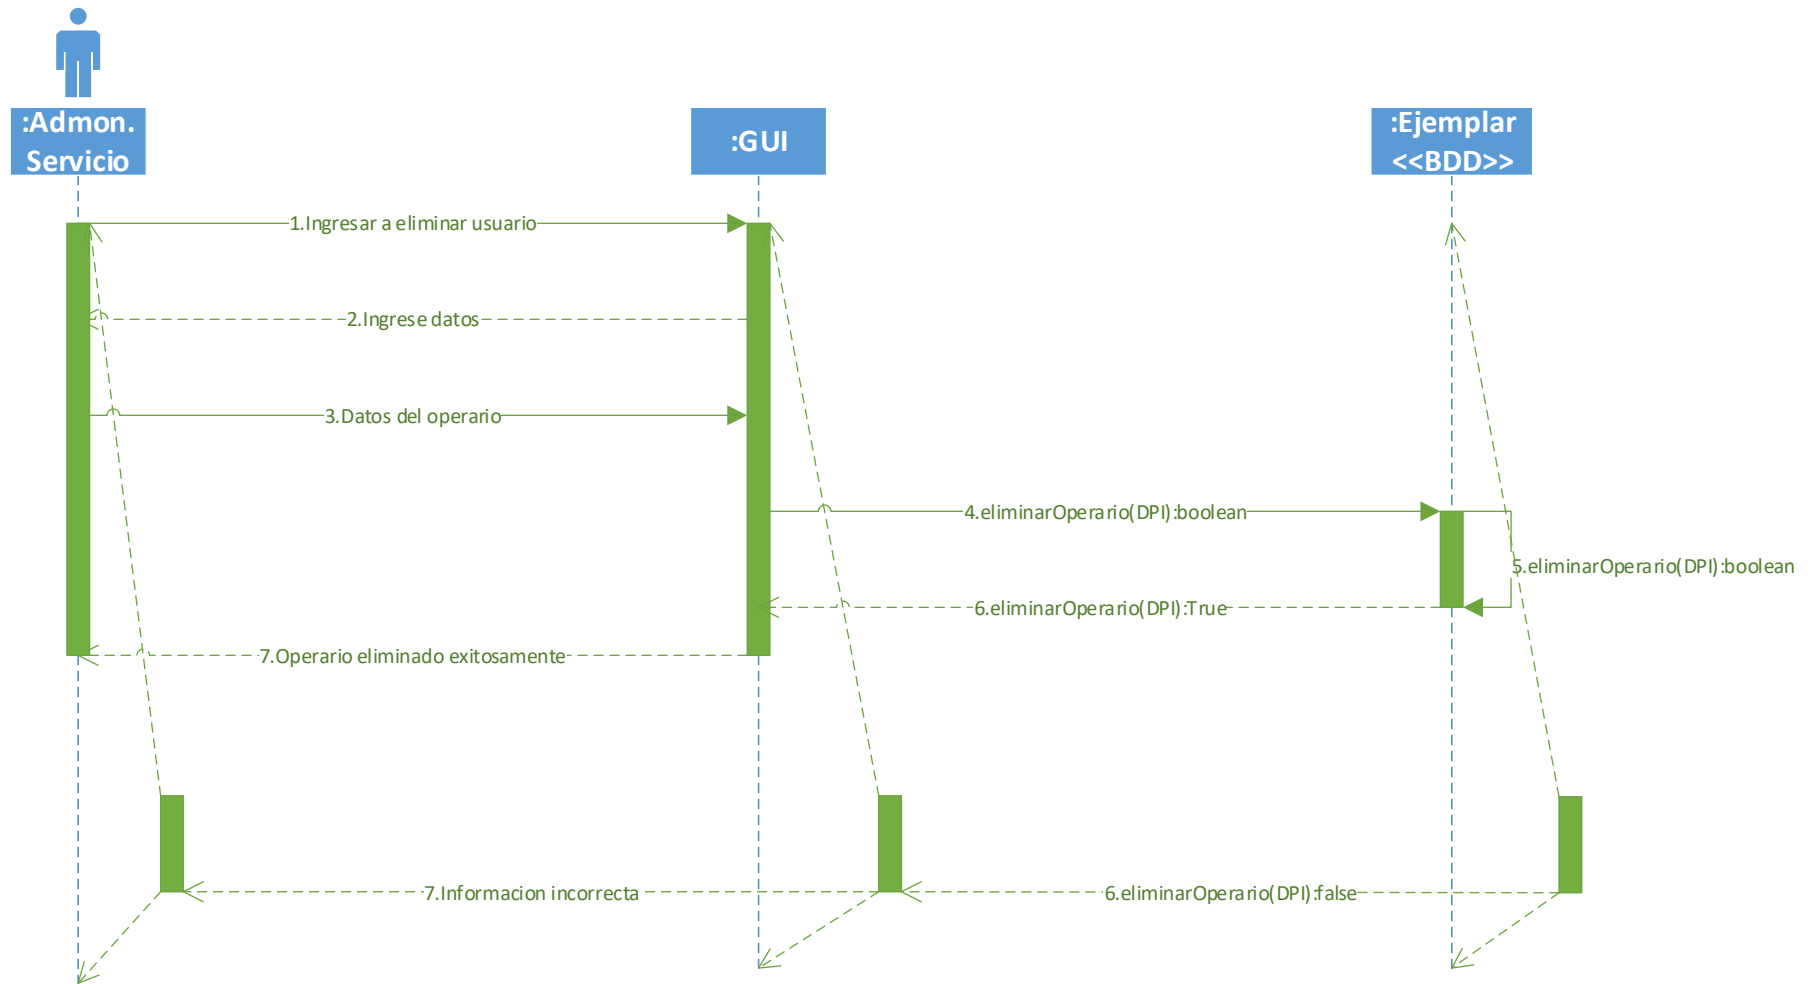 :Admon.
Servicio
:GUI
:Ejemplar
<<BDD>>
1.Ingresar a eliminar usuario
2.Ingrese datos
3.Datos del operario
4.eliminarOperario(DPI):boolean
5.eliminarOperario(DPI):boolean
6.eliminarOperario(DPI):True
7.Operario eliminado exitosamente
7.Informacion incorrecta
6.eliminarOperario(DPI):false